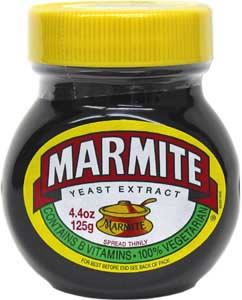 MARMITE
YEAST EXTRACT
4.4oz
125g
MARMITE
SPREAD THINLY
CONTAINS B VITAMINS • 100% VEGETARIAN
FOR BEST BEFORE END SEE BACK OF PACK